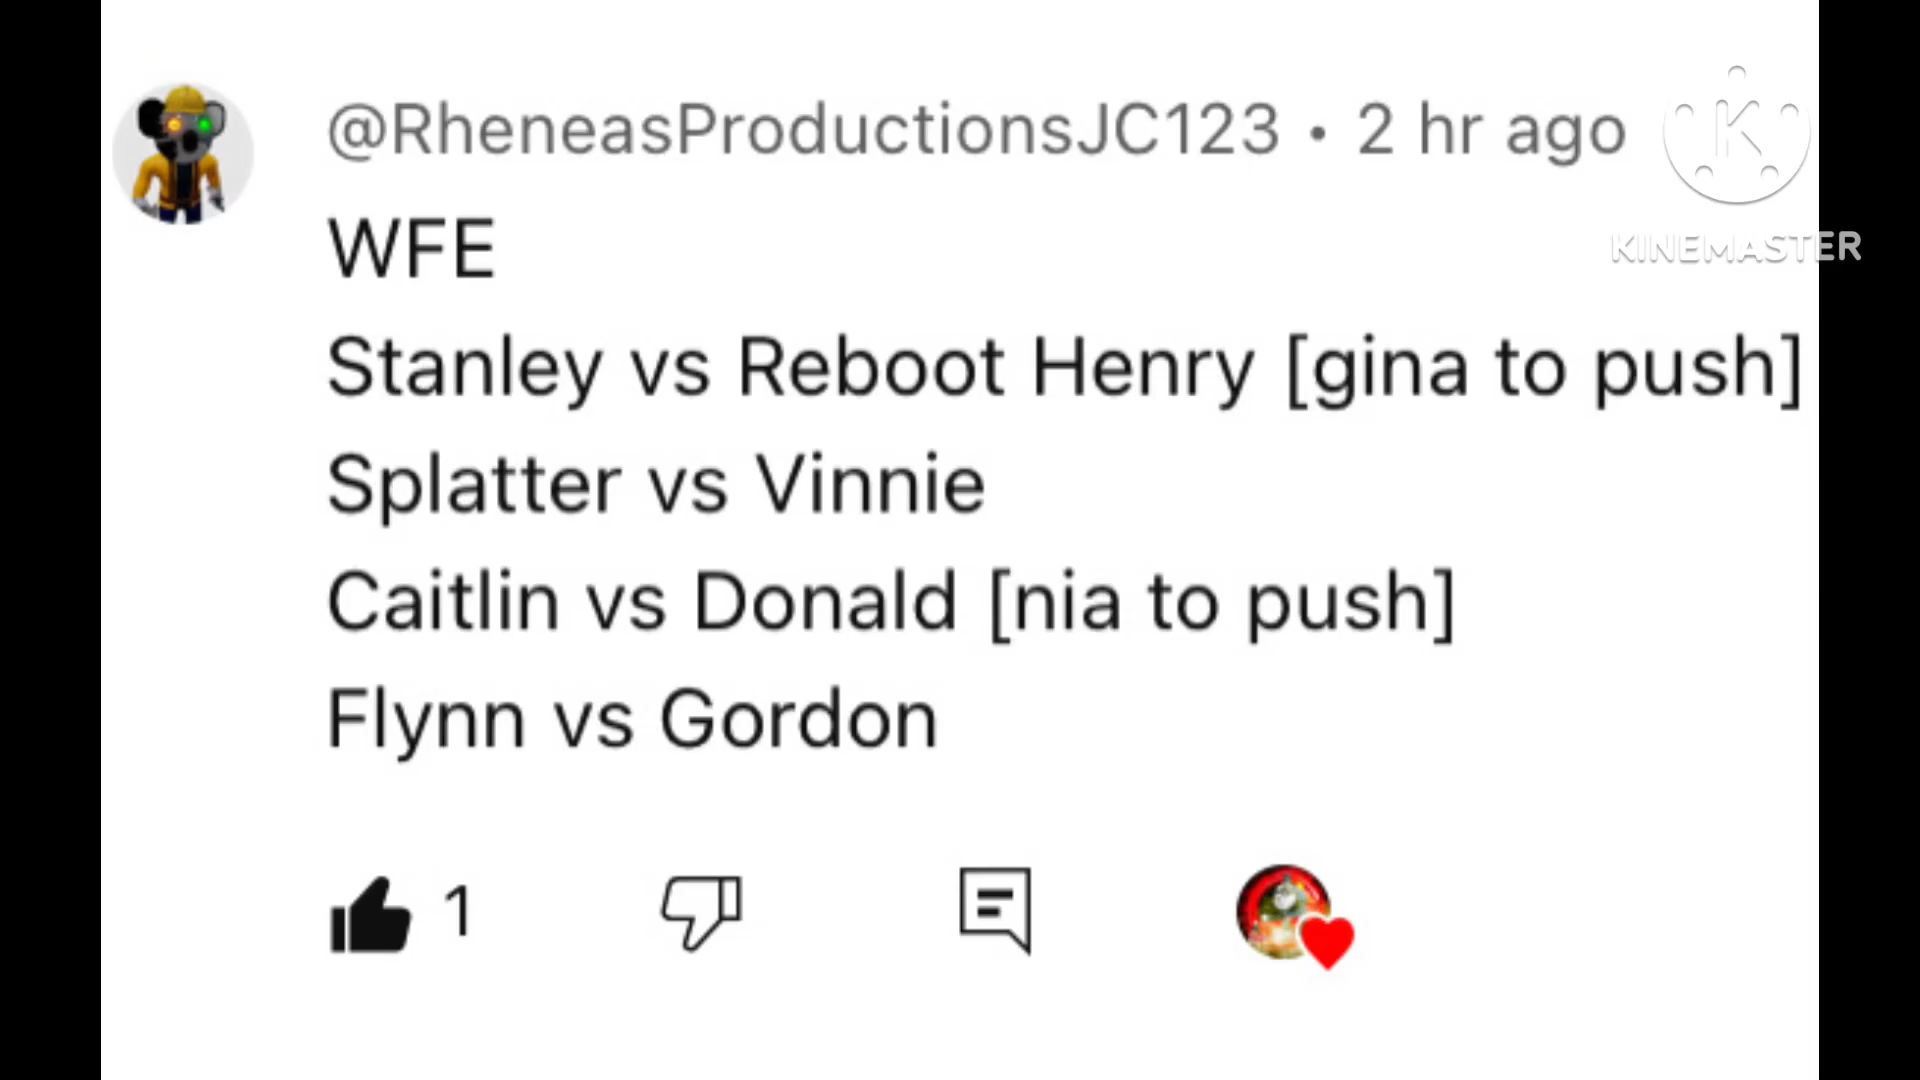 @RheneasProductionsJC123 • 2 hr ago
K
KINEMASTER
WFE
Stanley vs Reboot Henry [gina to push]
Splatter vs Vinnie
Caitlin vs Donald [nia to push]
Flynn vs Gordon
1